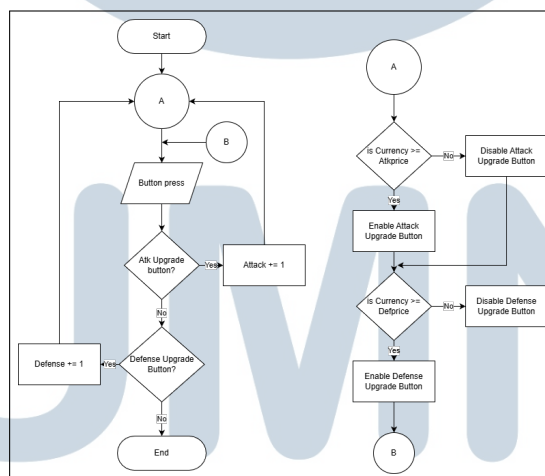 Start
A
B
Button press
Atk Upgrade
button?
Yes
Attack += 1
No
Defense Upgrade
Button?
Yes
Defense += 1
No
End
A
is Currency >=
Atkprice
No
Disable Attack
Upgrade Button
Yes
Enable Attack
Upgrade Button
is Currency >=
Defprice
No
Disable Defense
Upgrade Button
Yes
Enable Defense
Upgrade Button
B